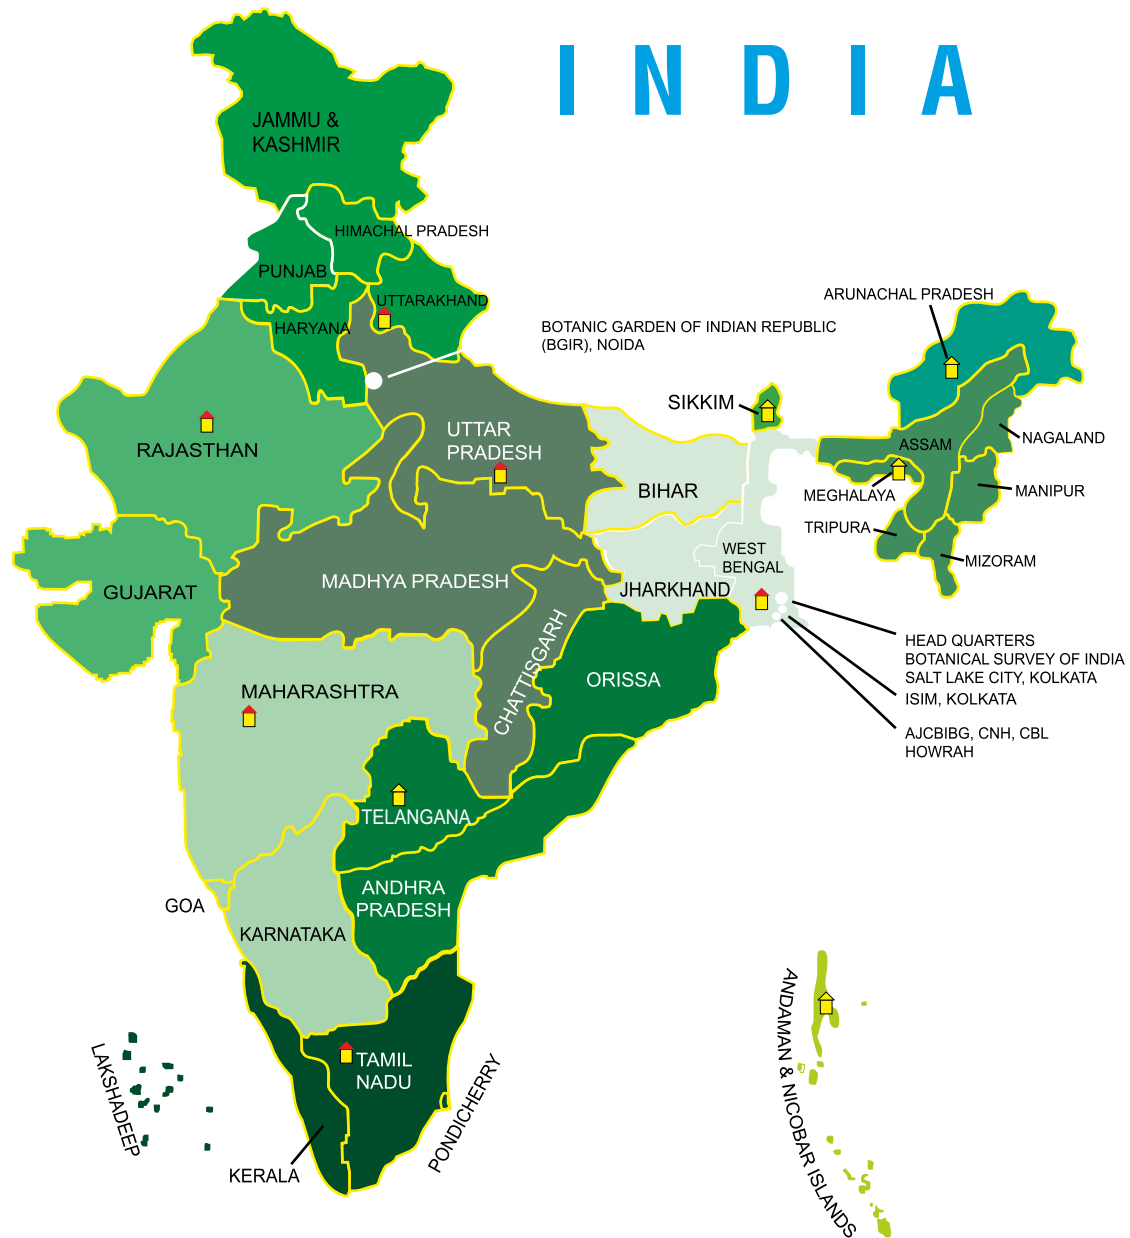 INDIA
JAMMU &
KASHMIR
HIMACHAL PRADESH
PUNJAB
UTTARAKHAND
HARYANA
ARUNACHAL PRADESH
BOTANIC GARDEN OF INDIAN REPUBLIC
(BGIR), NOIDA
SIKKIM
RAJASTHAN
UTTAR
PRADESH
ASSAM
NAGALAND
BIHAR
MEGHALAYA
MANIPUR
TRIPURA
WEST
BENGAL
MIZORAM
MADHYA PRADESH
GUJARAT
JHARKHAND
CHATTISGARH
ORISSA
HEAD QUARTERS
BOTANICAL SURVEY OF INDIA
SALT LAKE CITY, KOLKATA
ISIM, KOLKATA
MAHARASHTRA
AJCBIBG, CNH, CBL
HOWRAH
TELANGANA
ANDHRA
PRADESH
GOA
KARNATAKA
LAKSHADEEP
TAMIL
NADU
PONDICHERRY
KERALA
ANDAMAN & NICOBAR ISLANDS